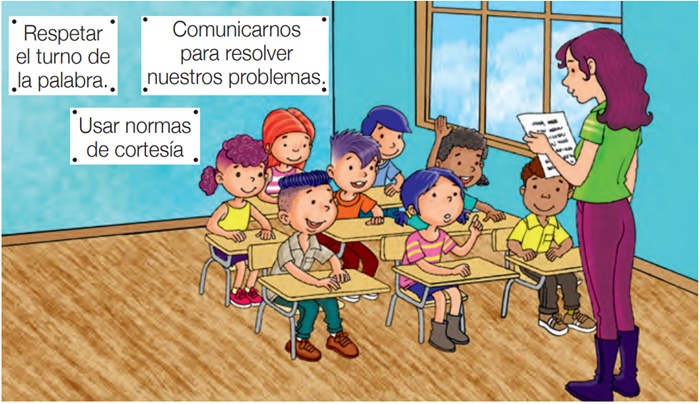 Respetar
el turno de
la palabra.
Comunicarnos
para resolver
nuestros problemas.
Usar normas
de cortesía